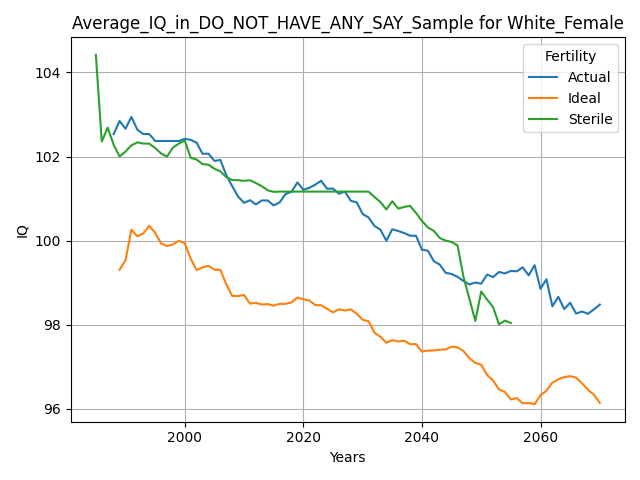 Average_IQ_in_DO_NOT_HAVE_ANY_SAY_Sample for White_Female
Fertility
Actual
Ideal
Sterile
104
102
100
98
96
IQ
2000
2020
2040
2060
Years